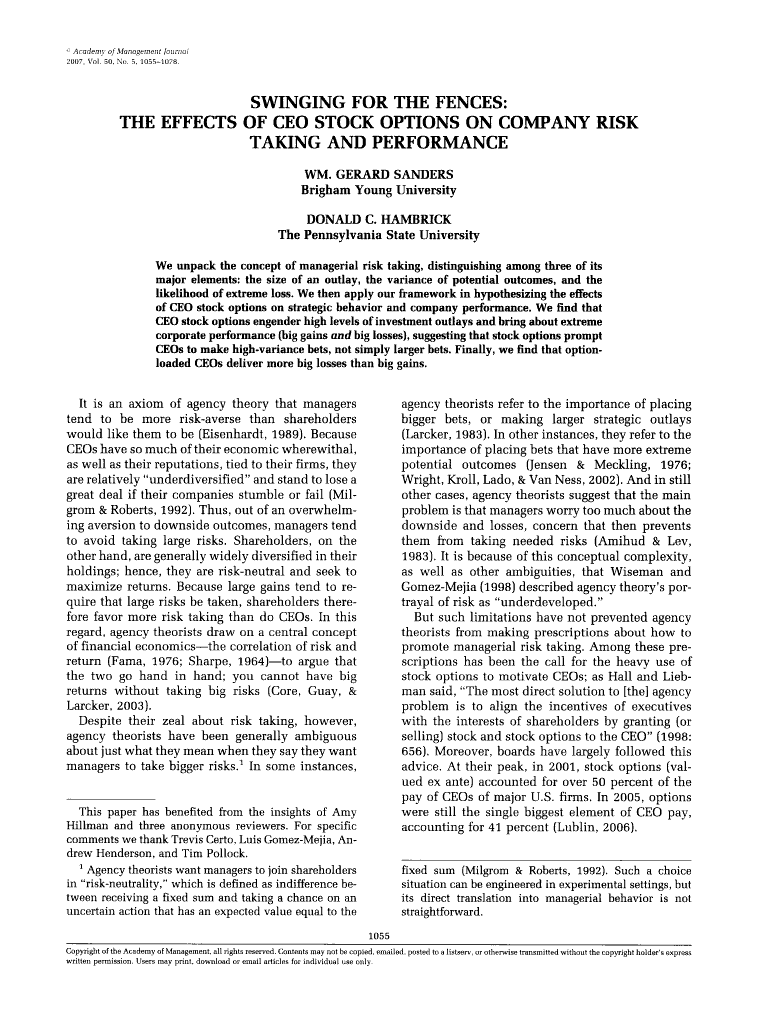 © Academy of Management Journal
2007, Vol. 50, No. 5, 1055–1078.
SWINGING FOR THE FENCES:
THE EFFECTS OF CEO STOCK OPTIONS ON COMPANY RISK
TAKING AND PERFORMANCE
WM. GERARD SANDERS
Brigham Young University
DONALD C. HAMBRICK
The Pennsylvania State University
We unpack the concept of managerial risk taking, distinguishing among three of its
major elements: the size of an outlay, the variance of potential outcomes, and the
likelihood of extreme loss. We then apply our framework in hypothesizing the effects
of CEO stock options on strategic behavior and company performance. We find that
CEO stock options engender high levels of investment outlays and bring about extreme
corporate performance (big gains and big losses), suggesting that stock options prompt
CEOs to make high-variance bets, not simply larger bets. Finally, we find that option-
loaded CEOs deliver more big losses than big gains.
It is an axiom of agency theory that managers
tend to be more risk-averse than shareholders
would like them to be (Eisenhardt, 1989). Because
CEOs have so much of their economic wherewithal,
as well as their reputations, tied to their firms, they
are relatively "underdiversified" and stand to lose a
great deal if their companies stumble or fail (Mil-
grom & Roberts, 1992). Thus, out of an overwhelm-
ing aversion to downside outcomes, managers tend
to avoid taking large risks. Shareholders, on the
other hand, are generally widely diversified in their
holdings; hence, they are risk-neutral and seek to
maximize returns. Because large gains tend to re-
quire that large risks be taken, shareholders there-
fore favor more risk taking than do CEOs. In this
regard, agency theorists draw on a central concept
of financial economics—the correlation of risk and
return (Fama, 1976; Sharpe, 1964)—to argue that
the two go hand in hand; you cannot have big
returns without taking big risks (Core, Guay, &
Larcker, 2003).
Despite their zeal about risk taking, however,
agency theorists have been generally ambiguous
about just what they mean when they say they want
managers to take bigger risks.¹ In some instances,
This paper has benefited from the insights of Amy
Hillman and three anonymous reviewers. For specific
comments we thank Trevis Certo, Luis Gomez-Mejia, An-
drew Henderson, and Tim Pollock.
¹ Agency theorists want managers to join shareholders
in "risk-neutrality," which is defined as indifference be-
tween receiving a fixed sum and taking a chance on an
uncertain action that has an expected value equal to the
agency theorists refer to the importance of placing
bigger bets, or making larger strategic outlays
(Larcker, 1983). In other instances, they refer to the
importance of placing bets that have more extreme
potential outcomes (Jensen & Meckling, 1976;
Wright, Kroll, Lado, & Van Ness, 2002). And in still
other cases, agency theorists suggest that the main
problem is that managers worry too much about the
downside and losses, concern that then prevents
them from taking needed risks (Amihud & Lev,
1983). It is because of this conceptual complexity,
as well as other ambiguities, that Wiseman and
Gomez-Mejia (1998) described agency theory's por-
trayal of risk as "underdeveloped."
But such limitations have not prevented agency
theorists from making prescriptions about how to
promote managerial risk taking. Among these pre-
scriptions has been the call for the heavy use of
stock options to motivate CEOs; as Hall and Lieb-
man said, "The most direct solution to [the] agency
problem is to align the incentives of executives
with the interests of shareholders by granting (or
selling) stock and stock options to the CEO" (1998:
656). Moreover, boards have largely followed this
advice. At their peak, in 2001, stock options (val-
ued ex ante) accounted for over 50 percent of the
pay of CEOs of major U.S. firms. In 2005, options
were still the single biggest element of CEO pay,
accounting for 41 percent (Lublin, 2006).
fixed sum (Milgrom & Roberts, 1992). Such a choice
situation can be engineered in experimental settings, but
its direct translation into managerial behavior is not
straightforward.
1055
Copyright of the Academy of Management, all rights reserved. Contents may not be copied, emailed, posted to a listserv, or otherwise transmitted without the copyright holder's express
written permission. Users may print, download or email articles for individual use only.